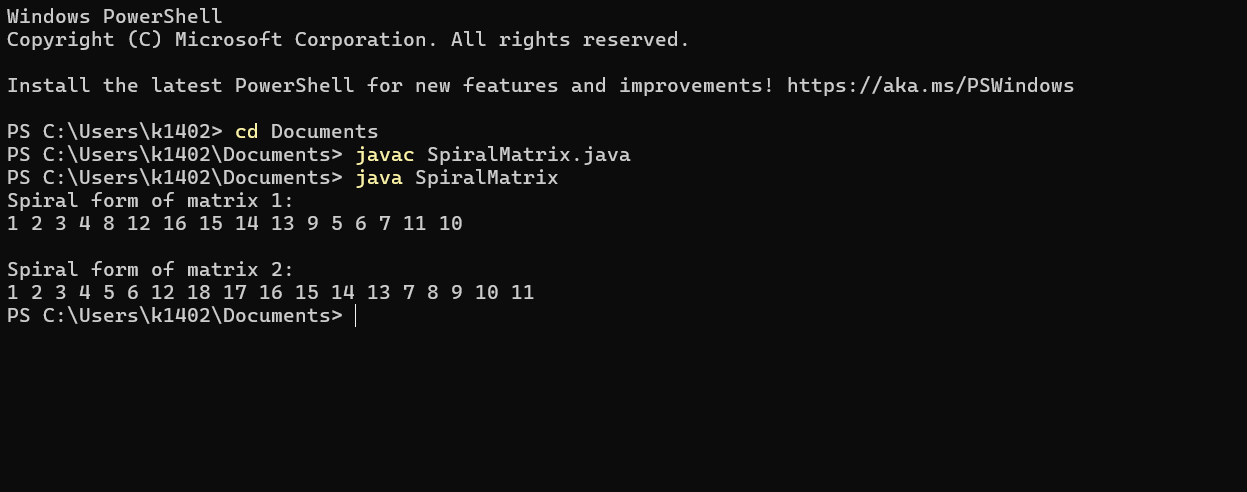 Windows PowerShell
Copyright (C) Microsoft Corporation. All rights reserved.
Install the latest PowerShell for new features and improvements! https://aka.ms/PSWindows
PS C:\Users\k1402> cd Documents
PS C:\Users\k1402\Documents> javac SpiralMatrix.java
PS C:\Users\k1402\Documents> java SpiralMatrix
Spiral form of matrix 1:
1 2 3 4 8 12 16 15 14 13 9 5 6 7 11 10
Spiral form of matrix 2:
1 2 3 4 5 6 12 18 17 16 15 14 13 7 8 9 10 11
PS C:\Users\k1402\Documents>